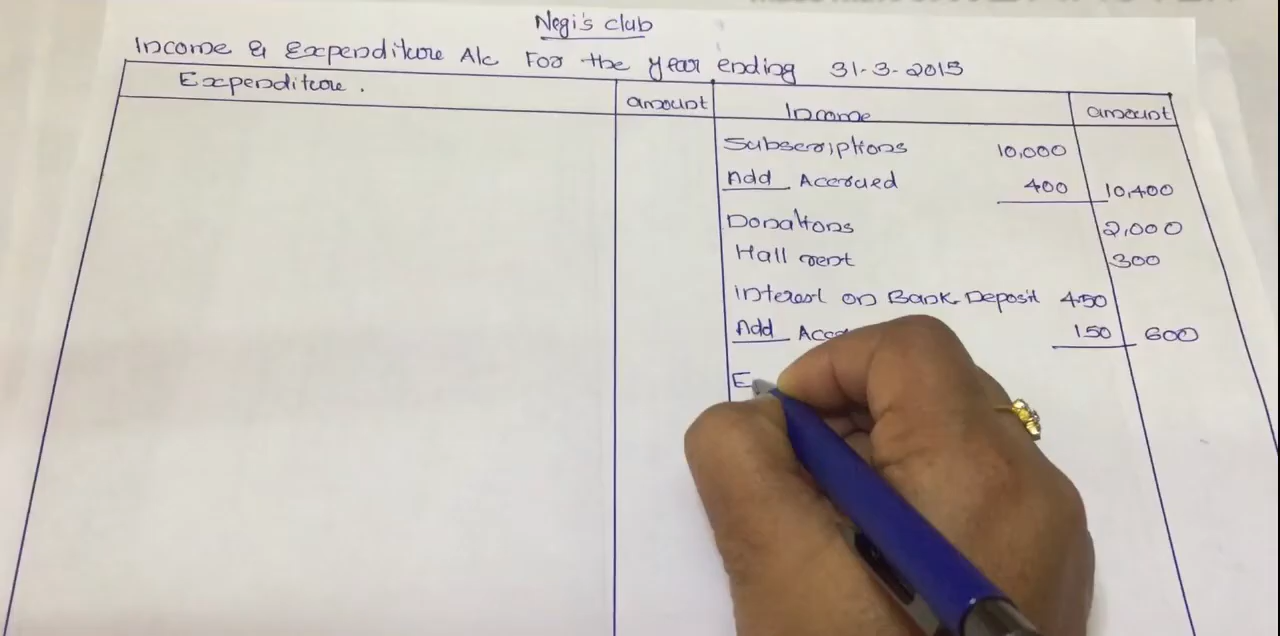 Negi's club
Income & Expenditure A/c For the year ending 31-3-2015
Expenditure. amount Income amount
Subscriptions 10,000
Add Accrued 400 10,400
Donations 2,000
Hall rent 300
Interest on Bank Deposit 450
Add 150 600
E